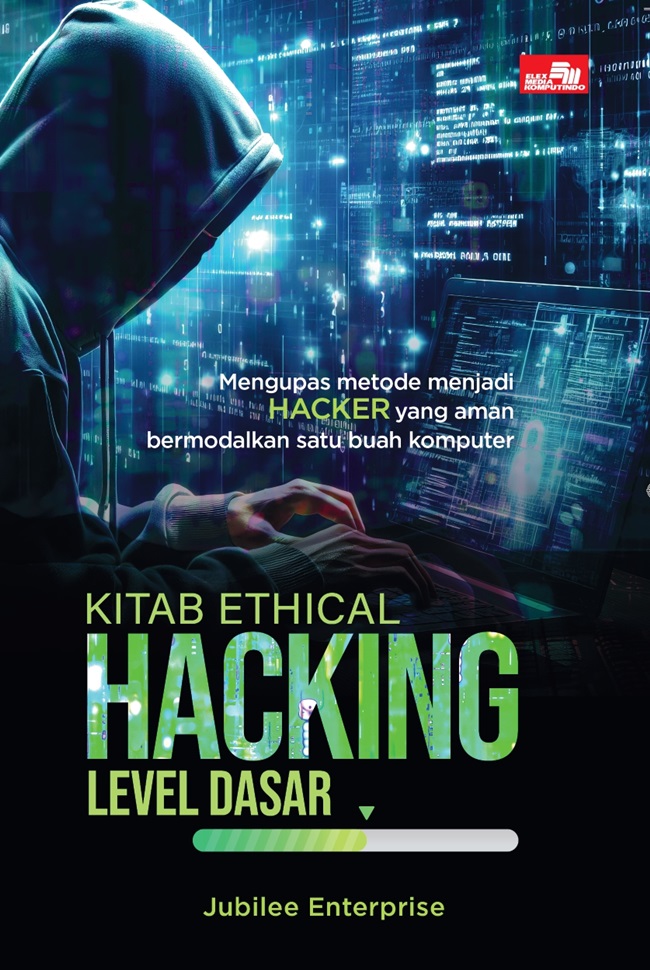 ELEX
MEDIA
KOMPUTINDO
Mengupas metode menjadi
HACKER yang aman
bermodalkan satu buah komputer
KITAB ETHICAL
HACKING
LEVEL DASAR
Jubilee Enterprise